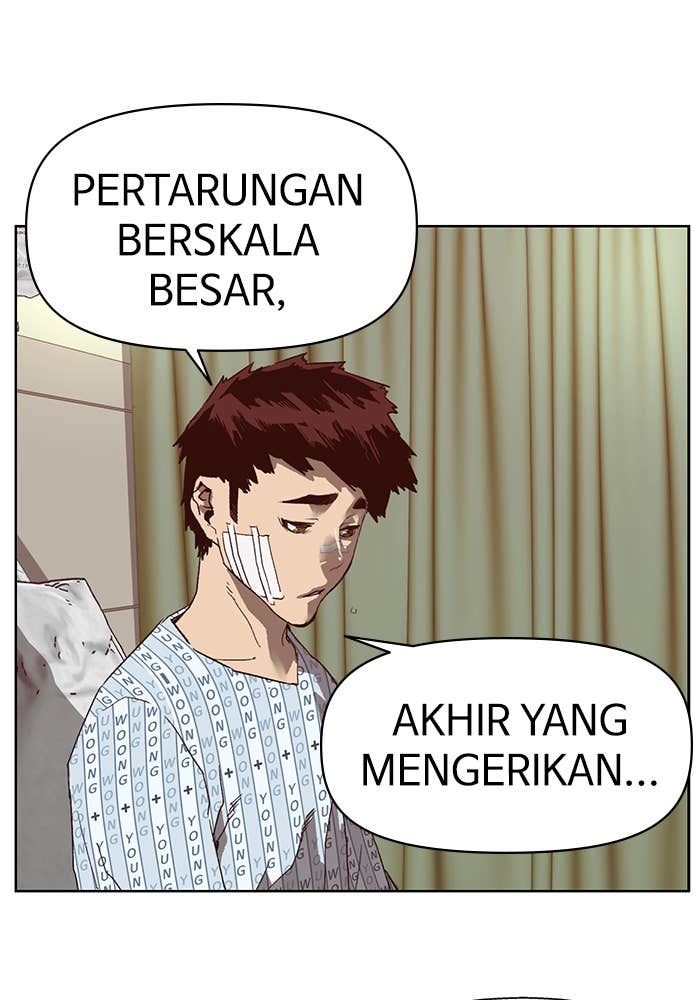 PERTARUNGAN
BERSKALA
BESAR,
AKHIR YANG
MENGERIKAN...